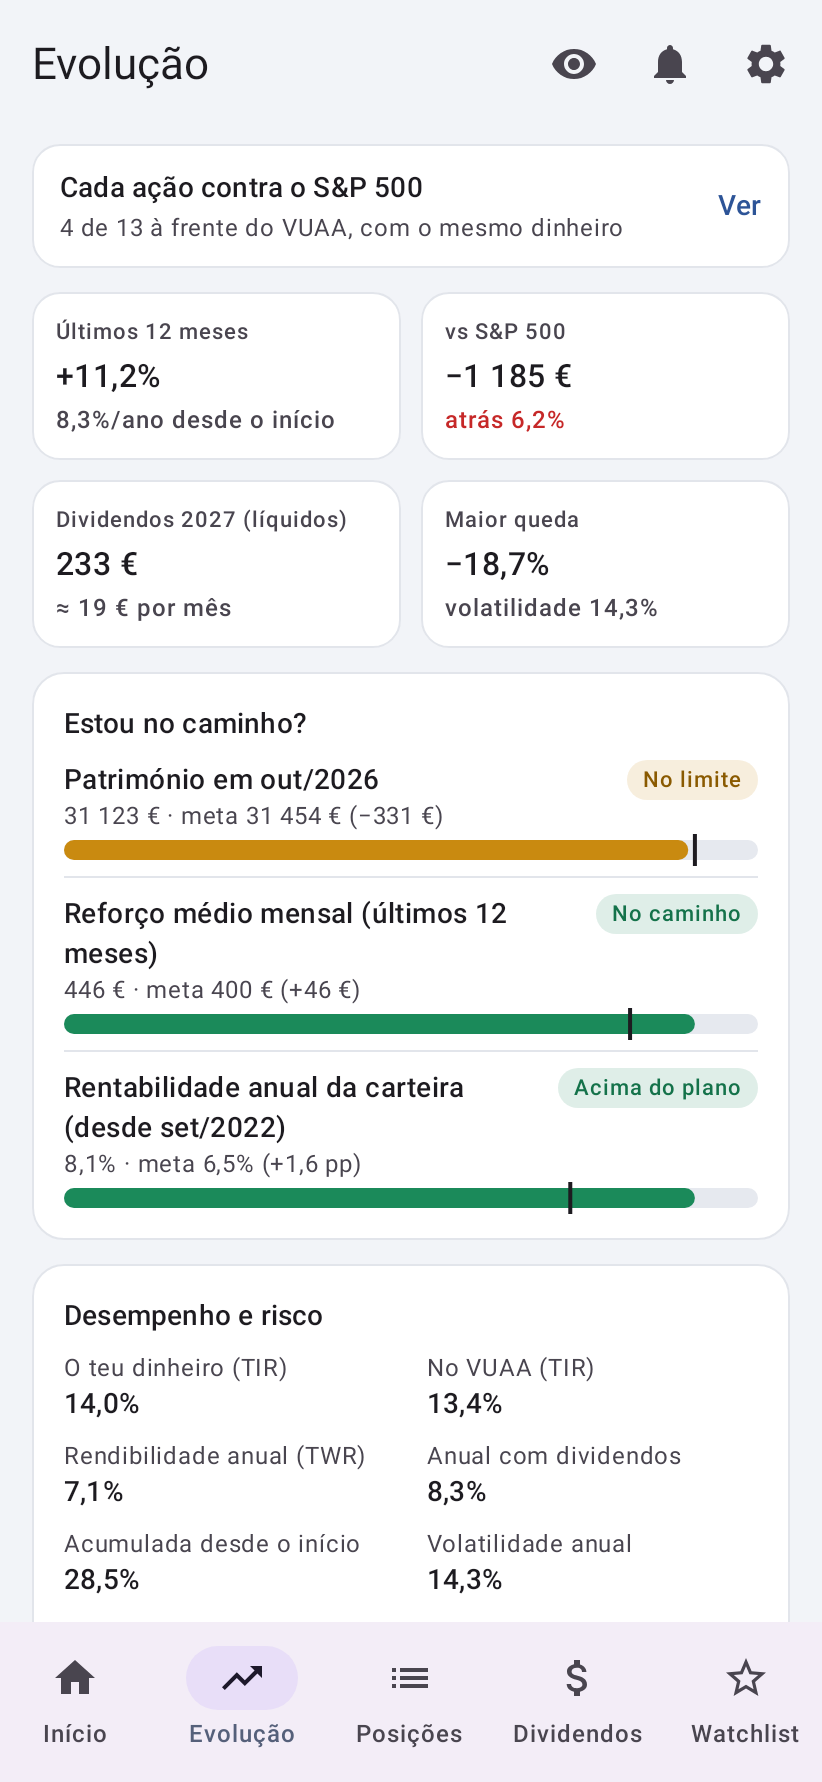 Evolução
Cada ação contra o S&P 500
4 de 13 à frente do VUAA, com o mesmo dinheiro
Ver
Últimos 12 meses
+11,2%
8,3%/ano desde o início
vs S&P 500
−1 185 €
atrás 6,2%
Dividendos 2027 (líquidos)
233 €
≈ 19 € por mês
Maior queda
−18,7%
volatilidade 14,3%
Estou no caminho?
Património em out/2026
No limite
31 123 € · meta 31 454 € (−331 €)
Reforço médio mensal (últimos 12
meses)
No caminho
446 € · meta 400 € (+46 €)
Rentabilidade anual da carteira
(desde set/2022)
Acima do plano
8,1% · meta 6,5% (+1,6 pp)
Desempenho e risco
O teu dinheiro (TIR)
14,0%
No VUAA (TIR)
13,4%
Rendibilidade anual (TWR)
7,1%
Anual com dividendos
8,3%
Acumulada desde o início
28,5%
Volatilidade anual
14,3%
Início
Evolução
Posições
Dividendos
Watchlist